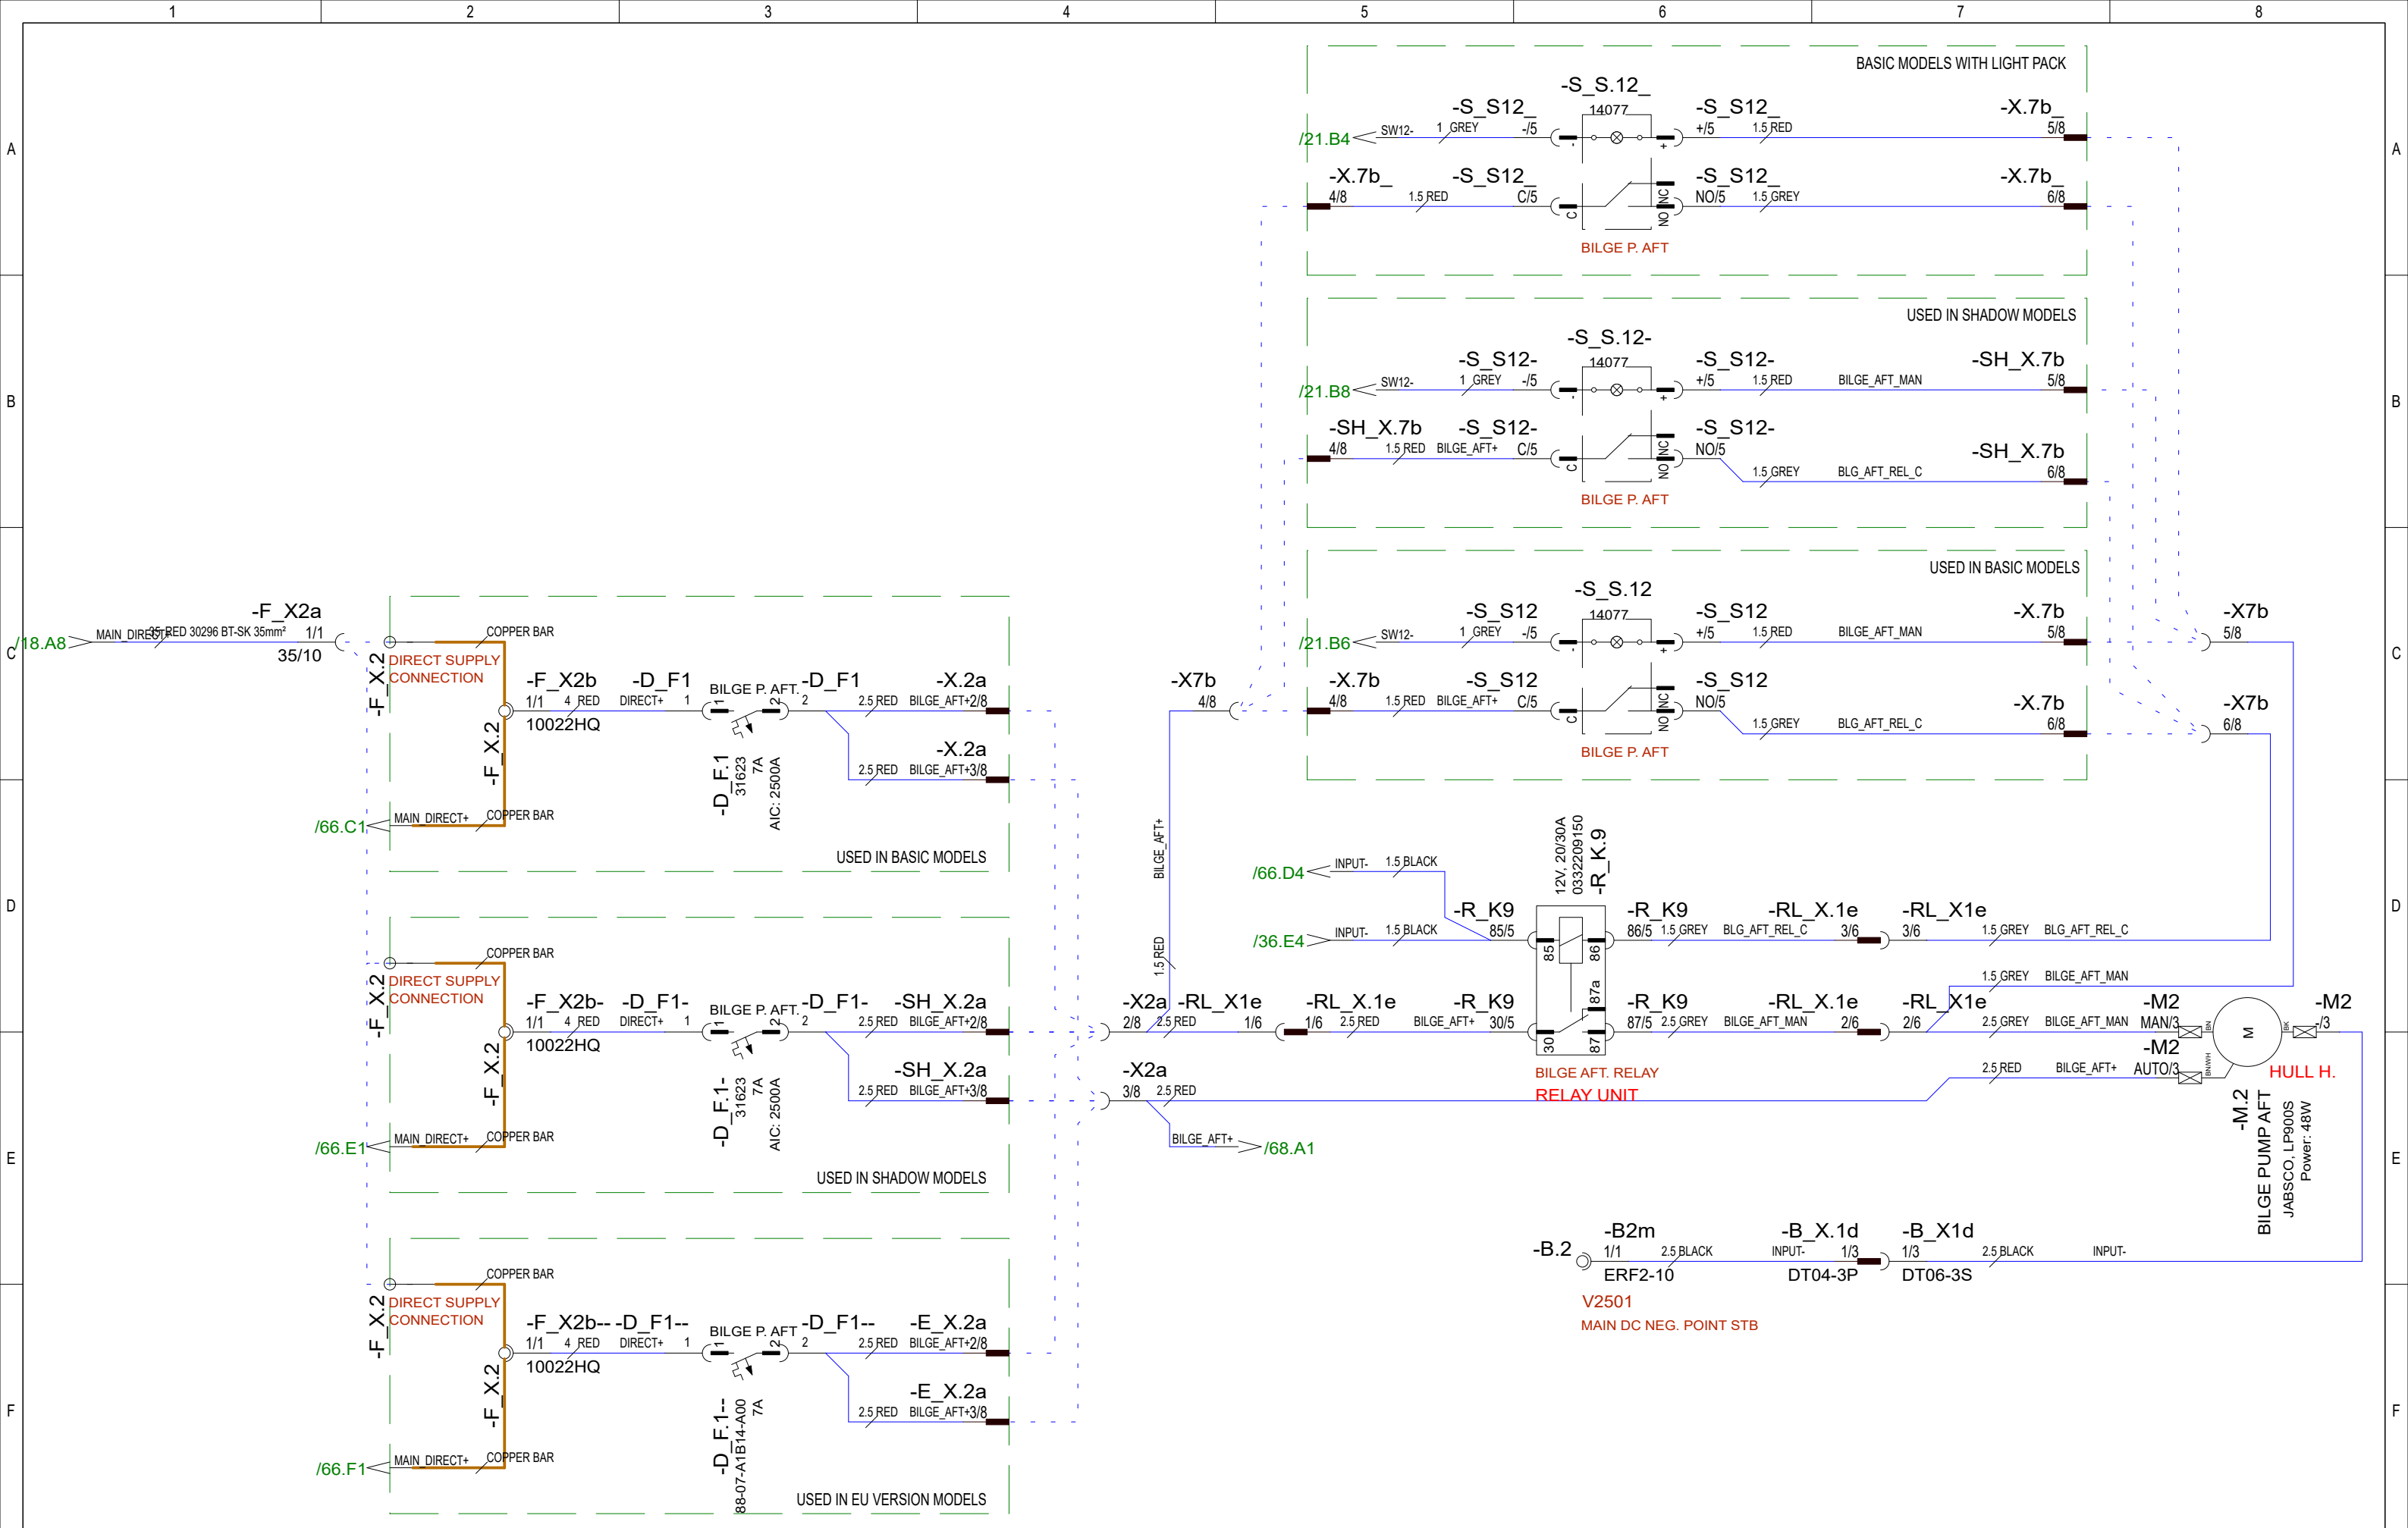 1 2 3 4 5 6 7 8
A A
B B
C C
D D
E E
F F
BASIC MODELS WITH LIGHT PACK
-S_S.12_
14077
/21.B4 SW12- 1 GREY -S_S12_ -/5
- +
-S_S12_ +/5 1.5 RED -X.7b_ 5/8
-X.7b_ 4/8 1.5 RED -S_S12_ C/5
C NO NC
-S_S12_ NO/5 1.5 GREY -X.7b_ 6/8
BILGE P. AFT
USED IN SHADOW MODELS
-S_S.12-
14077
/21.B8 SW12- 1 GREY -S_S12- -/5
- +
-S_S12- +/5 1.5 RED BILGE_AFT_MAN -SH_X.7b 5/8
-SH_X.7b 4/8 1.5 RED BILGE_AFT+ -S_S12- C/5
C NO NC
-S_S12- NO/5 1.5 GREY BLG_AFT_REL_C -SH_X.7b 6/8
BILGE P. AFT
USED IN BASIC MODELS
-S_S.12
14077
/21.B6 SW12- 1 GREY -S_S12 -/5
- +
-S_S12 +/5 1.5 RED BILGE_AFT_MAN -X.7b 5/8
-X7b 5/8
-X7b 4/8
-X.7b 4/8 1.5 RED BILGE_AFT+ -S_S12 C/5
C NO NC
-S_S12 NO/5 1.5 GREY BLG_AFT_REL_C -X.7b 6/8
-X7b 6/8
BILGE P. AFT
/18.A8 MAIN_DIRECT+ 35 RED 30296 BT-SK 35mm² -F_X2a 1/1
35/10
-F_X.2
COPPER BAR
DIRECT SUPPLY
CONNECTION
-F_X2b 1/1 4 RED DIRECT+ -D_F1 1
10022HQ
BILGE P. AFT.
1 2
-D_F1 2 2.5 RED BILGE_AFT+ -X.2a 2/8
2.5 RED BILGE_AFT+ -X.2a 3/8
-F_X.2
-D_F.1
31623
7A
AIC: 2500A
/66.C1 MAIN_DIRECT+ COPPER BAR
USED IN BASIC MODELS
-F_X.2
COPPER BAR
DIRECT SUPPLY
CONNECTION
-F_X2b- 1/1 4 RED DIRECT+ -D_F1- 1
10022HQ
BILGE P. AFT.
1 2
-D_F1- 2 2.5 RED BILGE_AFT+ -SH_X.2a 2/8
2.5 RED BILGE_AFT+ -SH_X.2a 3/8
-F_X.2
-D_F.1-
31623
7A
AIC: 2500A
/66.E1 MAIN_DIRECT+ COPPER BAR
USED IN SHADOW MODELS
-F_X.2
COPPER BAR
DIRECT SUPPLY
CONNECTION
-F_X2b-- 1/1 4 RED DIRECT+ -D_F1-- 1
10022HQ
BILGE P. AFT
1 2
-D_F1-- 2 2.5 RED BILGE_AFT+ -E_X.2a 2/8
2.5 RED BILGE_AFT+ -E_X.2a 3/8
-F_X.2
-D_F.1--
88-07-A1B14-A00
7A
/66.F1 MAIN_DIRECT+ COPPER BAR
USED IN EU VERSION MODELS
BILGE_AFT+
1.5 RED
12V, 20/30A
0332209150
-R_K.9
/66.D4 INPUT- 1.5 BLACK
/36.E4 INPUT- 1.5 BLACK -R_K9 85/5
85 86
-R_K9 86/5 1.5 GREY BLG_AFT_REL_C -RL_X.1e 3/6
-RL_X1e 3/6 1.5 GREY BLG_AFT_REL_C
1.5 GREY BILGE_AFT_MAN
-X2a 2/8 2.5 RED -RL_X1e 1/6
-RL_X.1e 1/6 2.5 RED BILGE_AFT+ -R_K9 30/5
30 87 87a
-R_K9 87/5 2.5 GREY BILGE_AFT_MAN -RL_X.1e 2/6
-RL_X1e 2/6 2.5 GREY BILGE_AFT_MAN -M2 MAN/3
BN M BK
-M2 -/3
BILGE AFT. RELAY
RELAY UNIT
-X2a 3/8 2.5 RED
2.5 RED BILGE_AFT+ -M2 AUTO/3
BN/WH
HULL H.
-M.2
BILGE PUMP AFT
JABSCO, LP900S
Power: 48W
BILGE_AFT+ /68.A1
-B.2
-B2m 1/1 2.5 BLACK INPUT- -B_X.1d 1/3
ERF2-10 DT04-3P
-B_X1d 1/3 2.5 BLACK INPUT-
DT06-3S
V2501
MAIN DC NEG. POINT STB